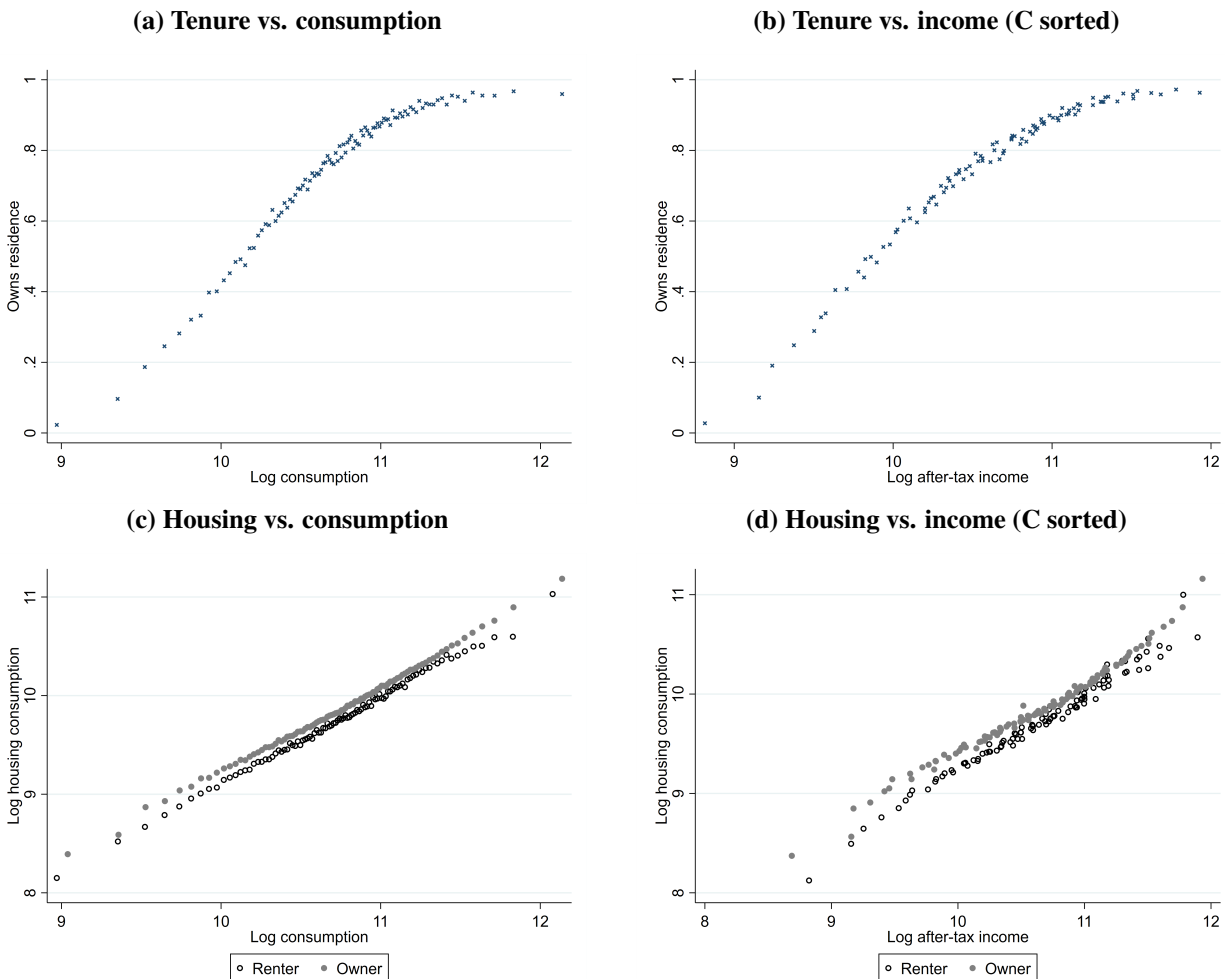 (a) Tenure vs. consumption
Owns residence
1
.8
.6
.4
.2
0
9 10 11 12
Log consumption
(b) Tenure vs. income (C sorted)
Owns residence
1
.8
.6
.4
.2
0
9 10 11 12
Log after-tax income
(c) Housing vs. consumption
Log housing consumption
11
10
9
8
9 10 11 12
Log consumption
Renter Owner
(d) Housing vs. income (C sorted)
Log housing consumption
11
10
9
8
8 9 10 11 12
Log after-tax income
Renter Owner